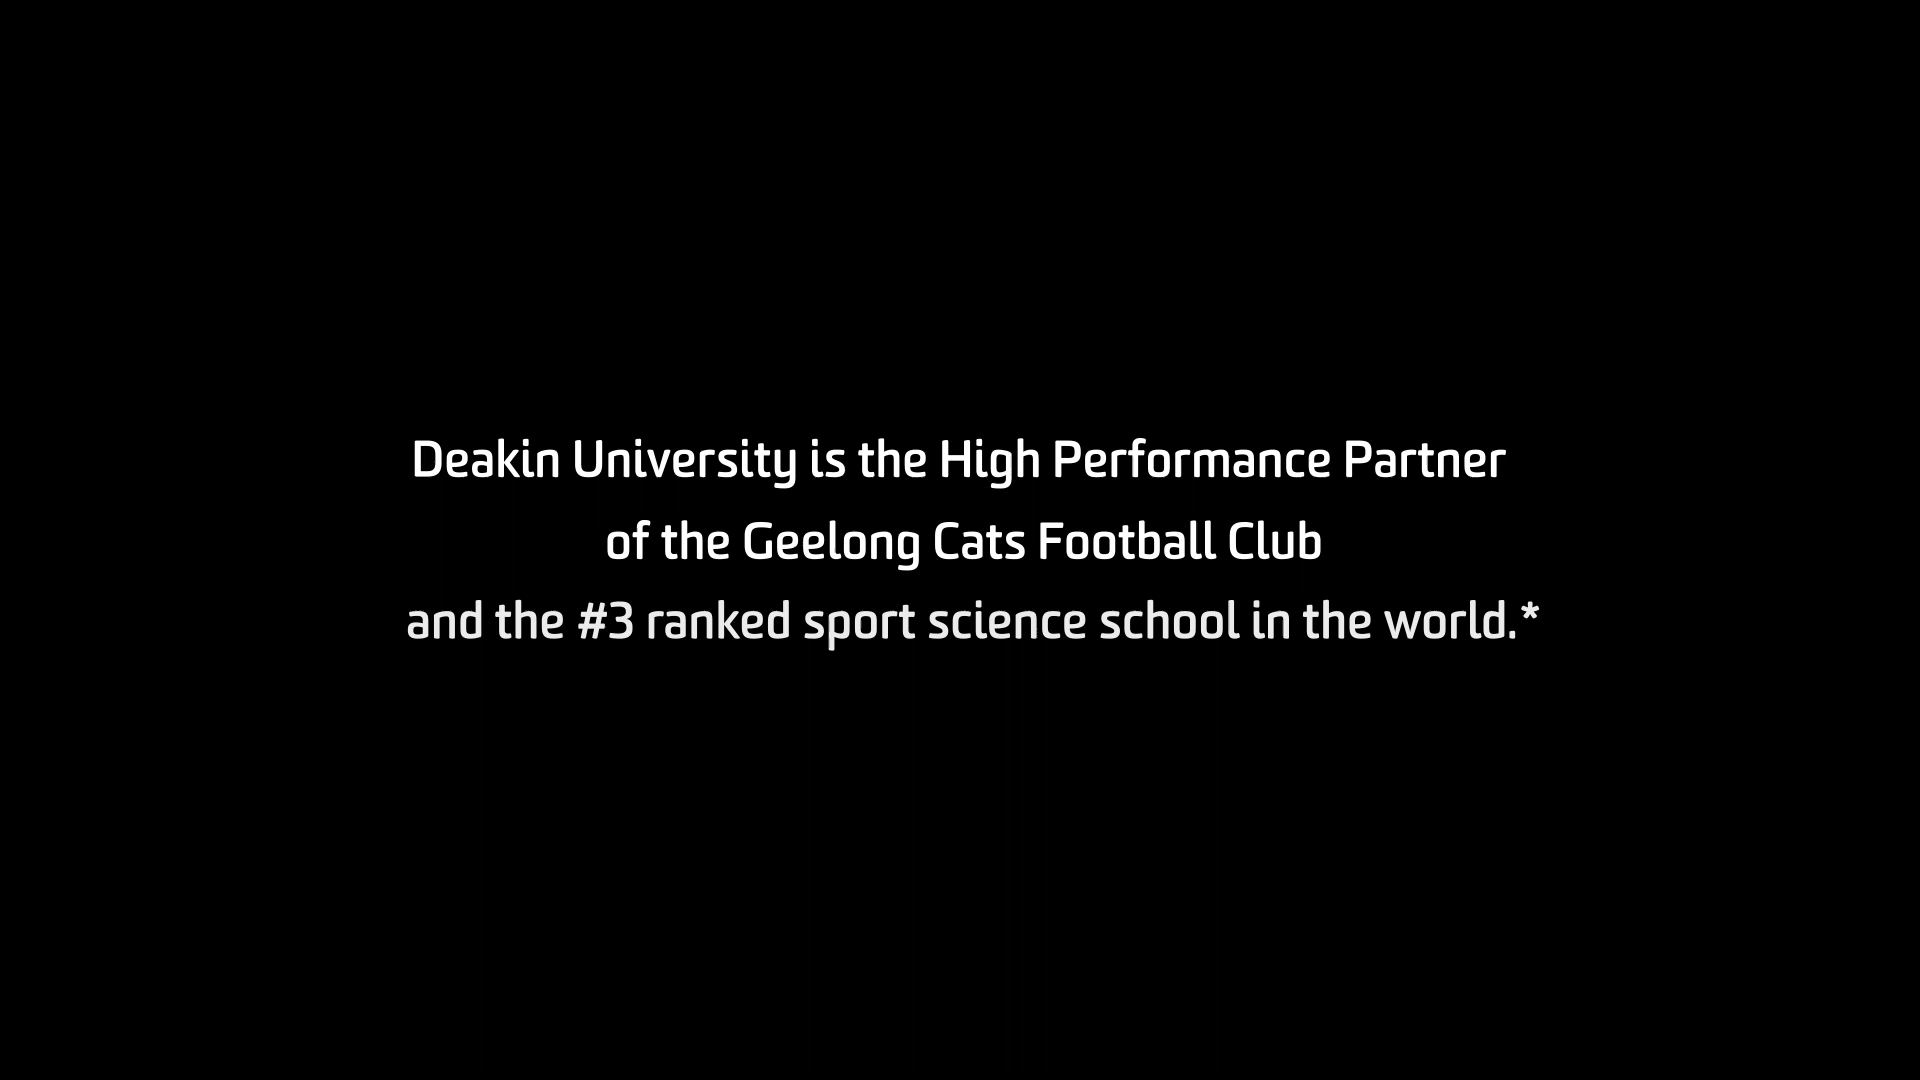 Deakin University is the High Performance Partner
of the Geelong Cats Football Club
and the #3 ranked sport science school in the world.*